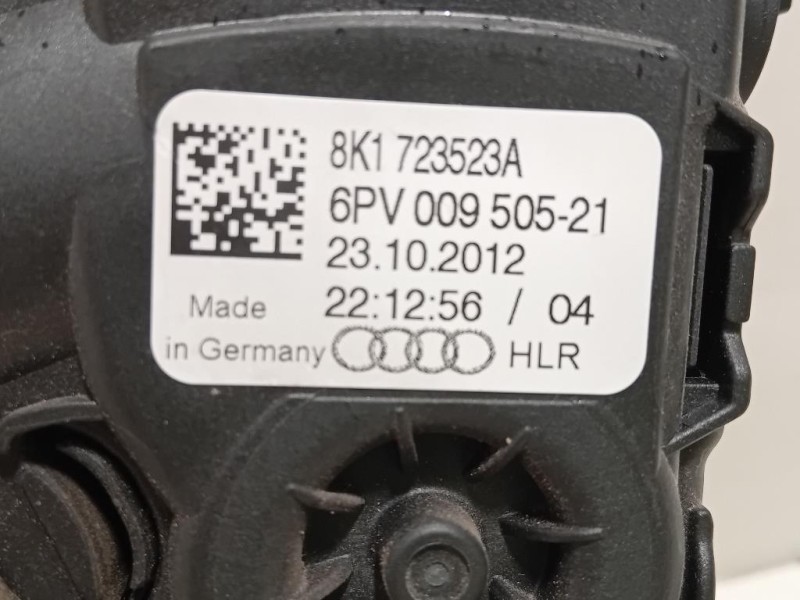 8K1 723523A
6PV 009 505-21
23.10.2012
Made 22:12:56 / 04
in Germany HLR